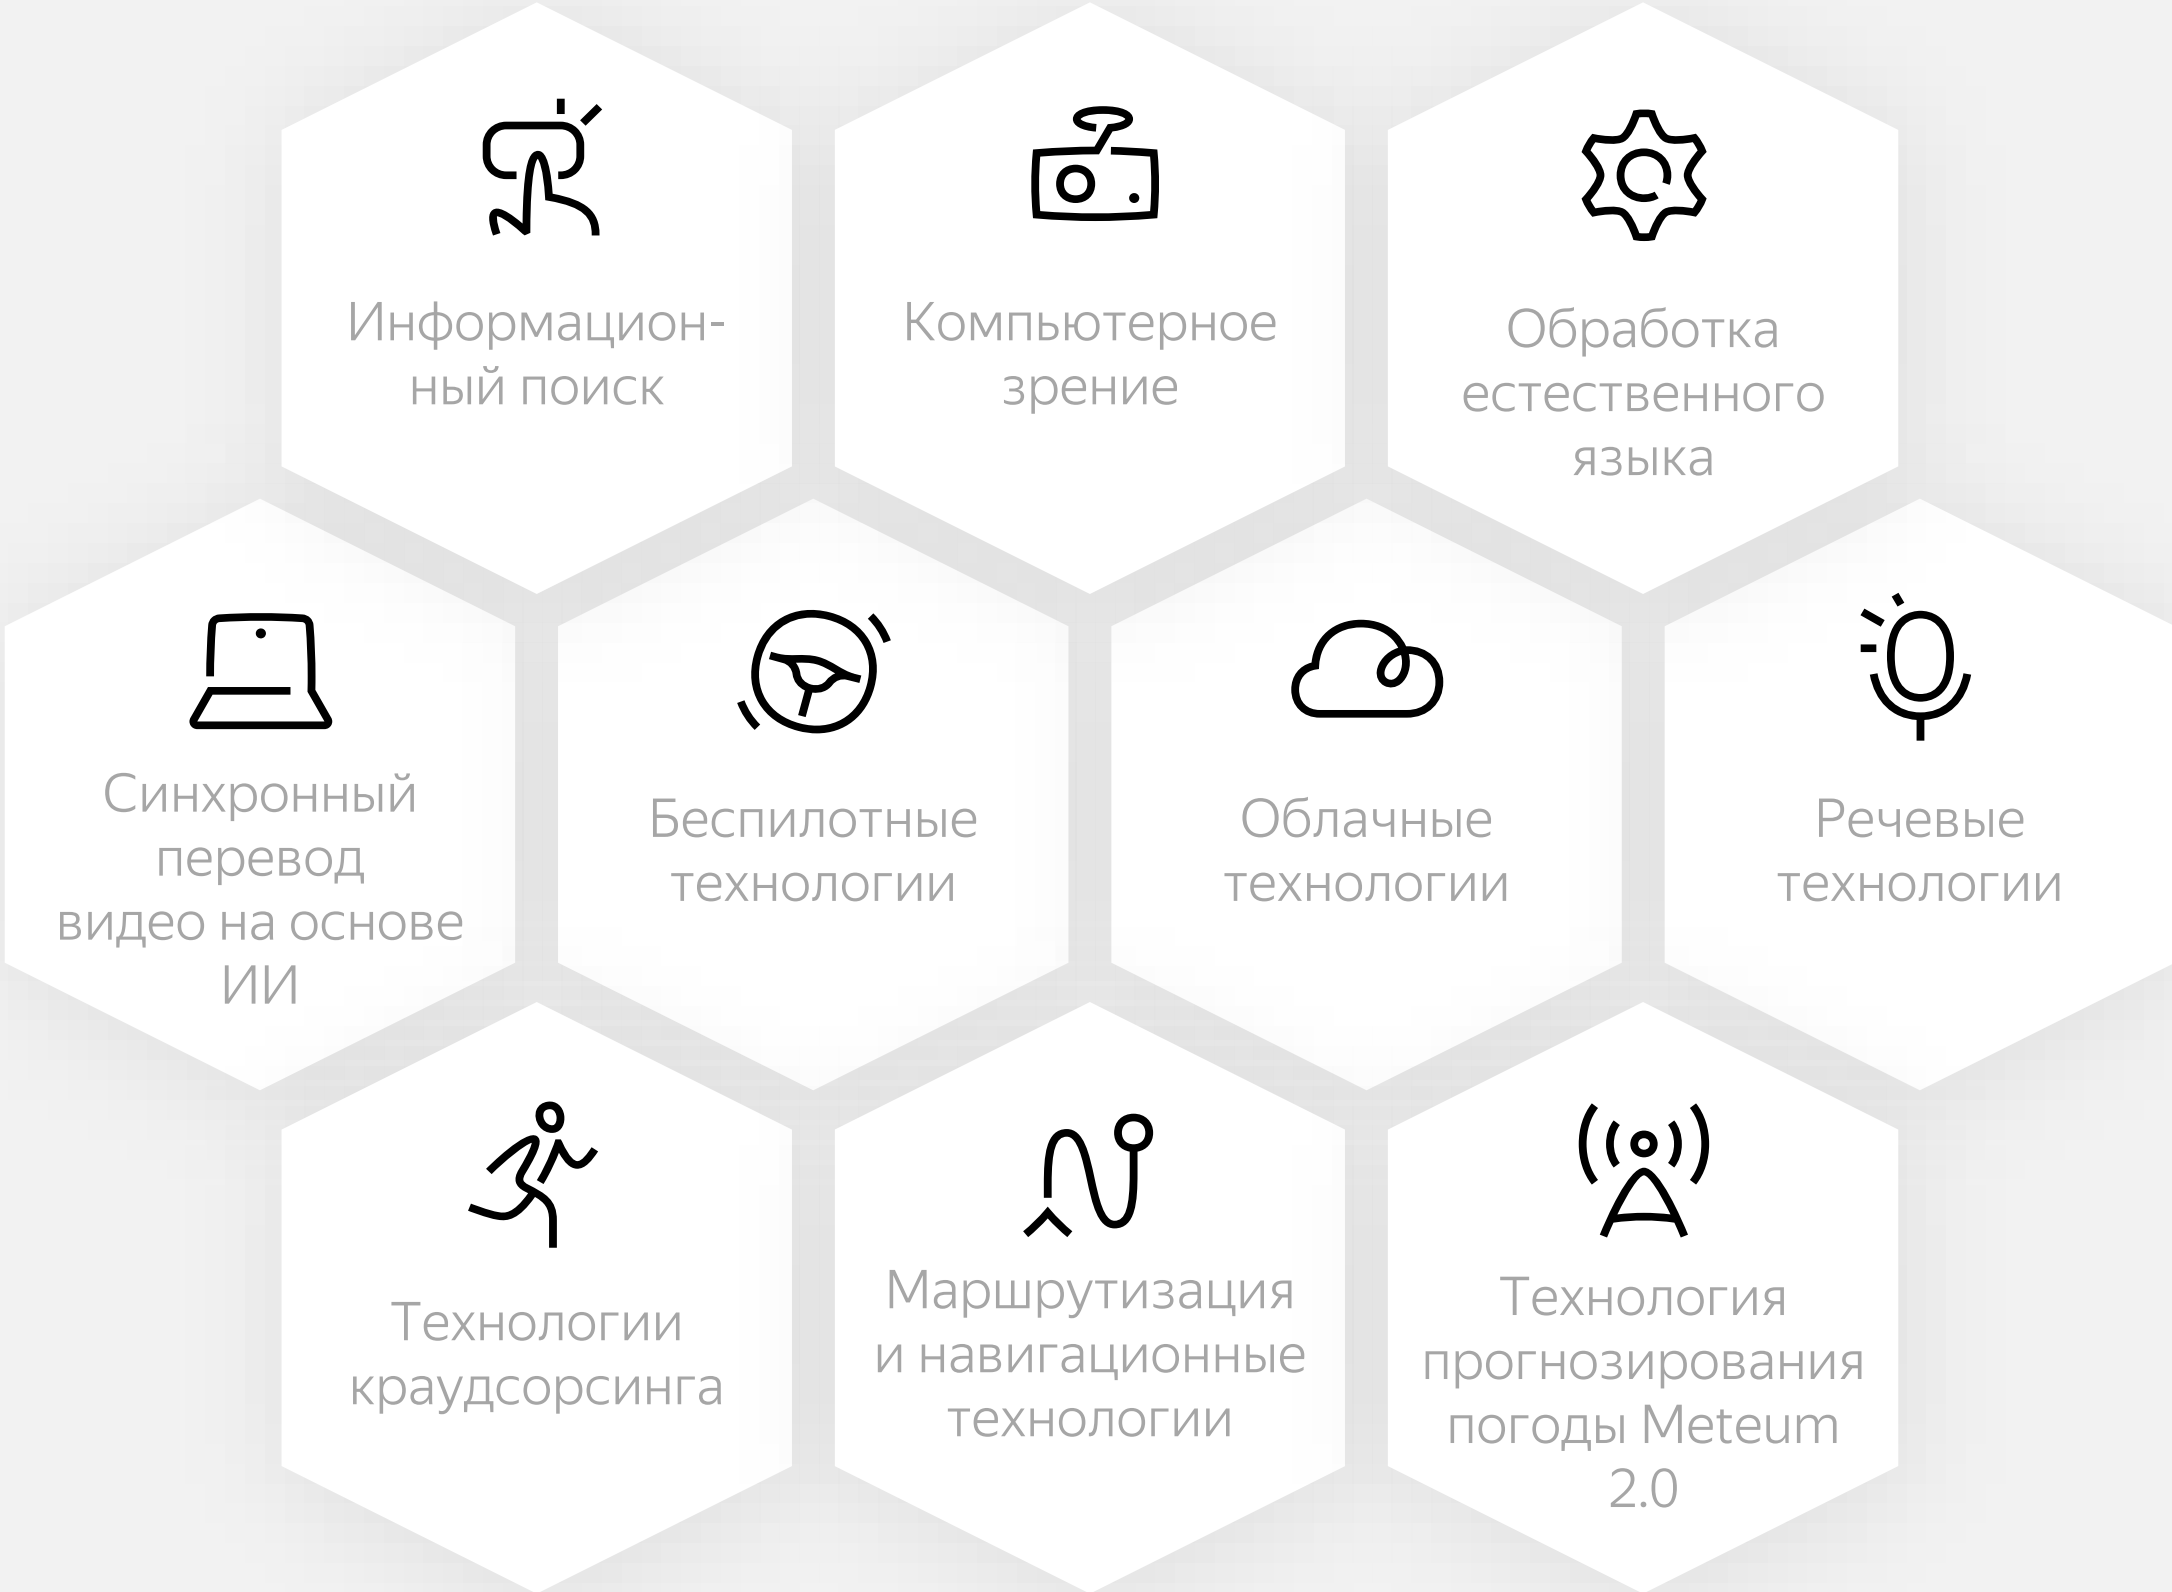 Информацион-
ный поиск
Компьютерное
зрение
Обработка
естественного
языка
Синхронный
перевод
видео на основе
ИИ
Беспилотные
технологии
Облачные
технологии
Речевые
технологии
Технологии
краудсорсинга
Маршрутизация
и навигационные
технологии
Технология
прогнозирования
погоды Meteum
2.0